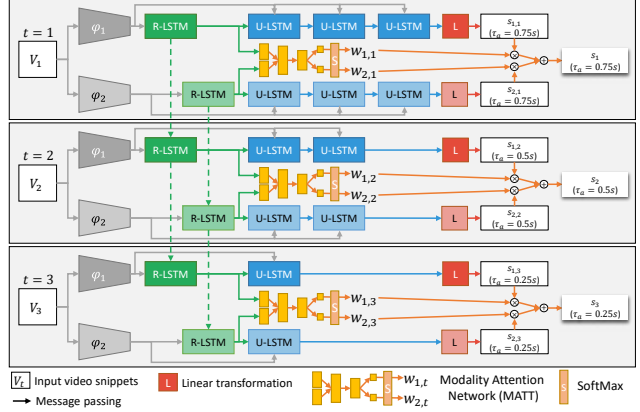 t = 1
V₁
φ₁
R-LSTM
U-LSTM
U-LSTM
U-LSTM
L
s₁,₁
(τₐ = 0.75s)
S
w₁,₁
w₂,₁
s₁
(τₐ = 0.75s)
φ₂
R-LSTM
U-LSTM
U-LSTM
U-LSTM
L
s₂,₁
(τₐ = 0.75s)
t = 2
V₂
φ₁
R-LSTM
U-LSTM
U-LSTM
L
s₁,₂
(τₐ = 0.5s)
S
w₁,₂
w₂,₂
s₂
(τₐ = 0.5s)
φ₂
R-LSTM
U-LSTM
U-LSTM
L
s₂,₂
(τₐ = 0.5s)
t = 3
V₃
φ₁
R-LSTM
U-LSTM
L
s₁,₃
(τₐ = 0.25s)
S
w₁,₃
w₂,₃
s₃
(τₐ = 0.25s)
φ₂
R-LSTM
U-LSTM
L
s₂,₃
(τₐ = 0.25s)
Vₜ Input video snippets
Message passing
L Linear transformation
S
w₁,ₜ
w₂,ₜ
Modality Attention
Network (MATT)
S SoftMax